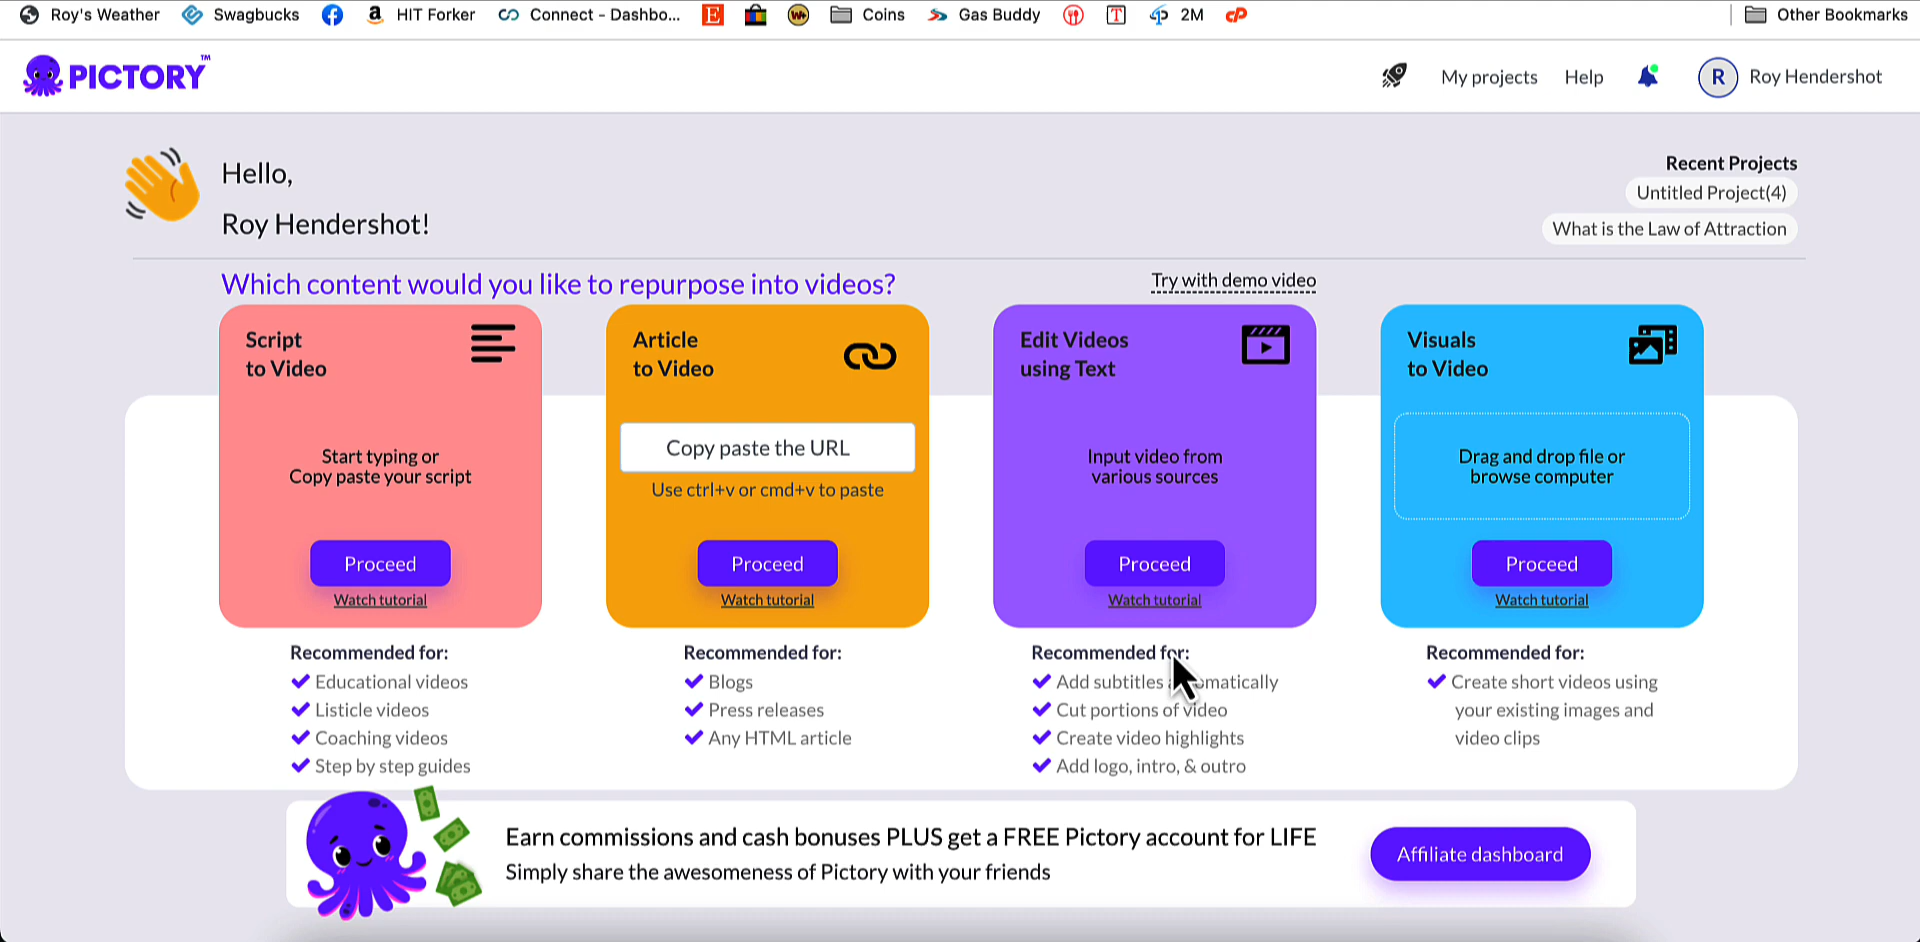 Roy's Weather Swagbucks HIT Forker Connect - Dashbo... Coins Gas Buddy 2M Other Bookmarks
PICTORY™ My projects Help R Roy Hendershot
Hello,
Roy Hendershot!
Recent Projects
Untitled Project(4)
What is the Law of Attraction
Which content would you like to repurpose into videos?
Try with demo video
Script
to Video
Start typing or
Copy paste your script
Proceed
Watch tutorial
Recommended for:
Educational videos
Listicle videos
Coaching videos
Step by step guides
Article
to Video
Copy paste the URL
Use ctrl+v or cmd+v to paste
Proceed
Watch tutorial
Recommended for:
Blogs
Press releases
Any HTML article
Edit Videos
using Text
Input video from
various sources
Proceed
Watch tutorial
Recommended for:
Add subtitles
Cut portions of video
Create video highlights
Add logo, intro, & outro
Visuals
to Video
Drag and drop file or
browse computer
Proceed
Watch tutorial
Recommended for:
Create short videos using
your existing images and
video clips
Earn commissions and cash bonuses PLUS get a FREE Pictory account for LIFE
Simply share the awesomeness of Pictory with your friends
Affiliate dashboard